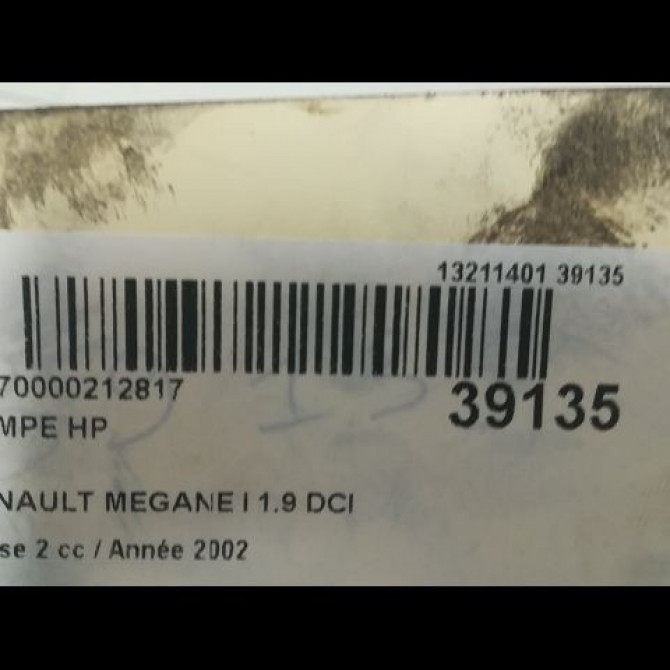 13211401 39135
70000212817
39135
MPE HP
NAULT MEGANE I 1.9 DCI
se 2 cc / Année 2002